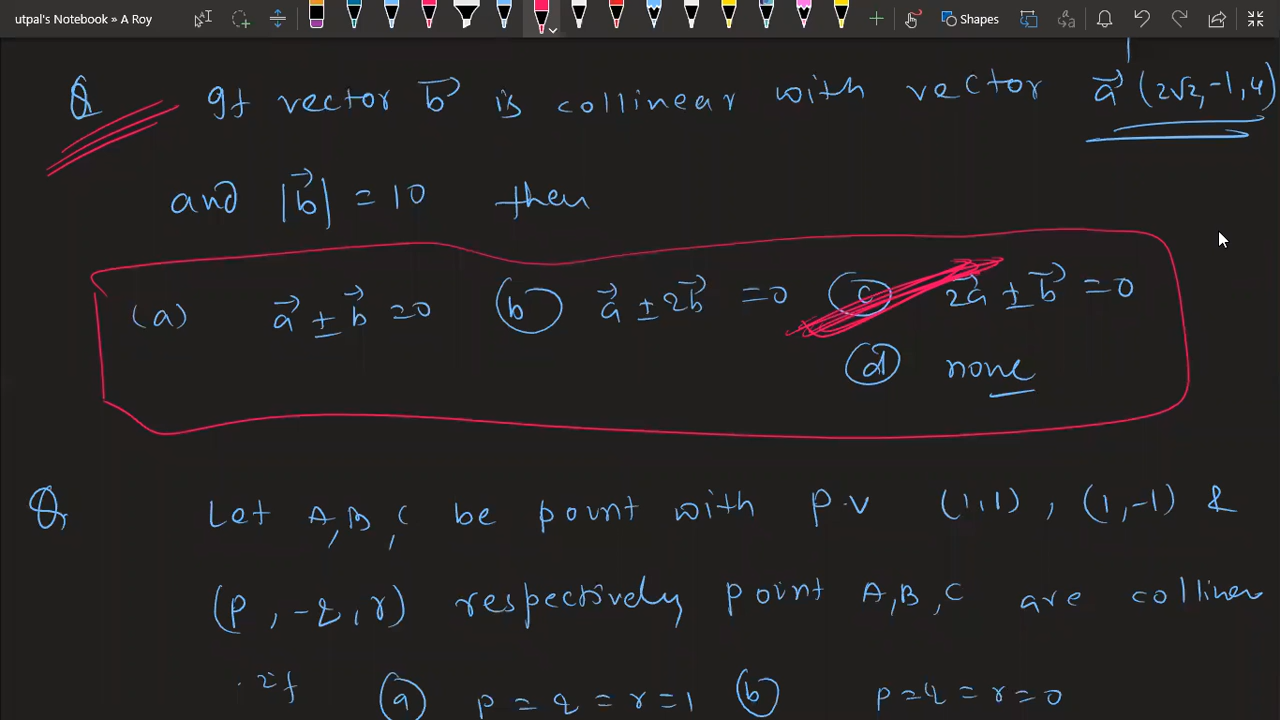 utpal's Notebook » A Roy
Shapes
Q If vector b⃗ is collinear with vector a⃗ (2√2, -1, 4)
and |b⃗| = 10 then
(a) a⃗ ± b⃗ = 0 (b) a⃗ ± 2b⃗ = 0 (c) 2a⃗ ± b⃗ = 0
(d) none
Q, Let A, B, C be point with p.v (1,1) , (1,-1) &
(p, -q, r) respectively point A, B, C are collinear
if (a) p = q = r = 1 (b) p = q = r = 0